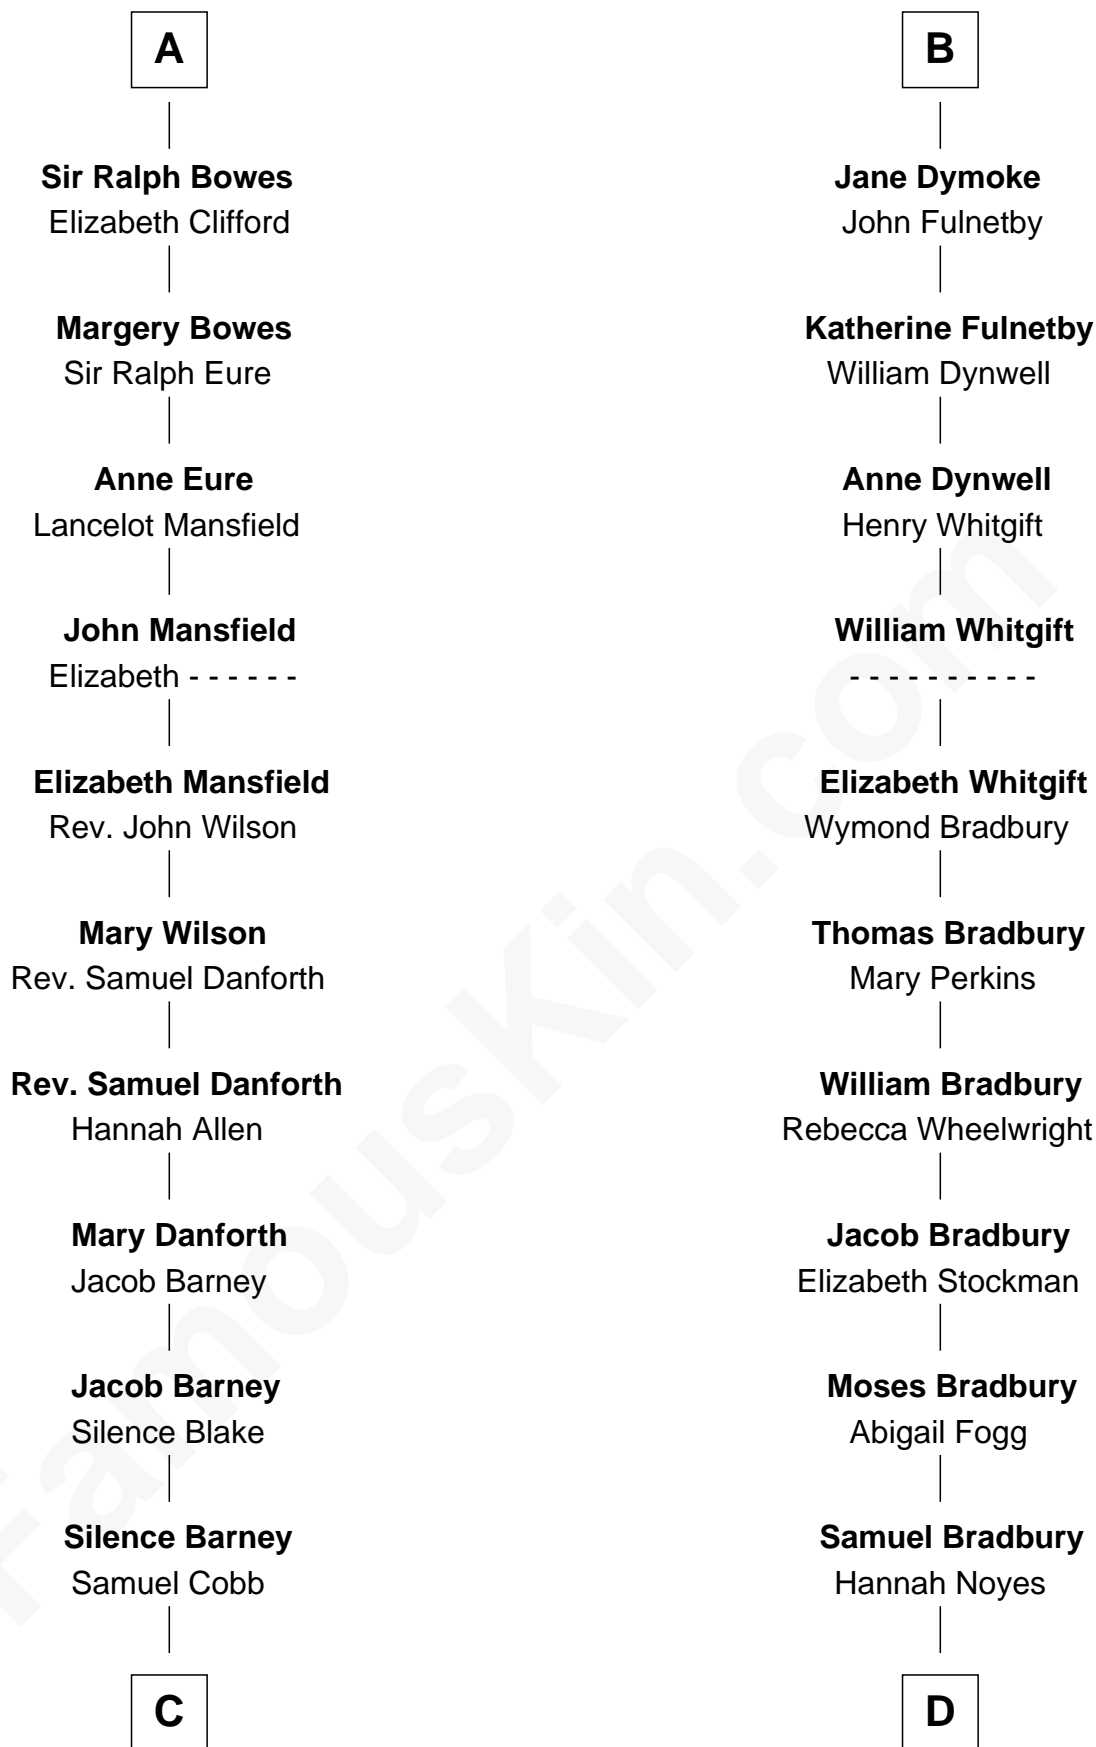 A
Sir Ralph Bowes
Elizabeth Clifford
Margery Bowes
Sir Ralph Eure
Anne Eure
Lancelot Mansfield
John Mansfield
Elizabeth - - - - - -
Elizabeth Mansfield
Rev. John Wilson
Mary Wilson
Rev. Samuel Danforth
Rev. Samuel Danforth
Hannah Allen
Mary Danforth
Jacob Barney
Jacob Barney
Silence Blake
Silence Barney
Samuel Cobb
C
B
Jane Dymoke
John Fulnetby
Katherine Fulnetby
William Dynwell
Anne Dynwell
Henry Whitgift
William Whitgift
- - - - - - - - - -
Elizabeth Whitgift
Wymond Bradbury
Thomas Bradbury
Mary Perkins
William Bradbury
Rebecca Wheelwright
Jacob Bradbury
Elizabeth Stockman
Moses Bradbury
Abigail Fogg
Samuel Bradbury
Hannah Noyes
D
FamousKin.com